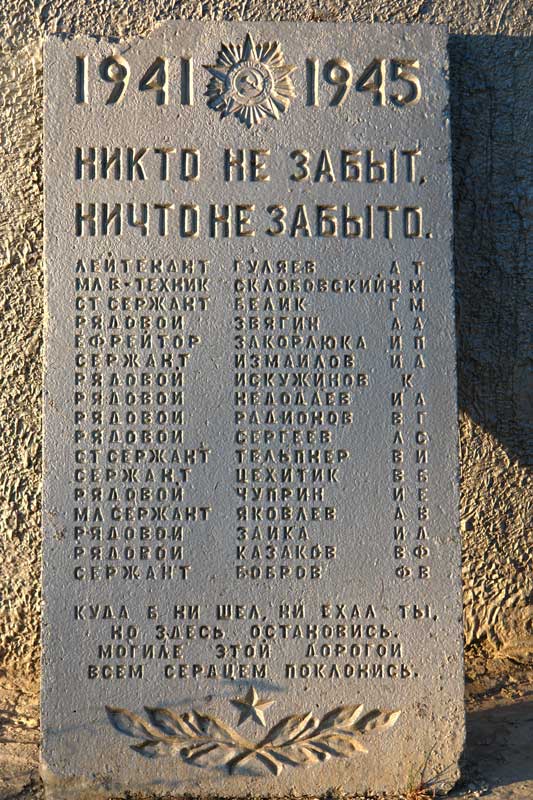 1941 1945
НИКТО НЕ ЗАБЫТ,
НИЧТО НЕ ЗАБЫТО.
ЛЕЙТЕНАНТ ГУЛЯЕВ А Т
МЛ В-ТЕХНИК СКЛОБОВСКИЙ Н М
СТ СЕРЖАНТ БЕЛИК Г М
РЯДОВОЙ ЗВЯГИН А А
ЕФРЕЙТОР ЗАКОРЛЮКА И П
СЕРЖАНТ ИЗМАИЛОВ И А
РЯДОВОЙ ИСКУЖИНОВ К
РЯДОВОЙ НЕДОДАЕВ И А
РЯДОВОЙ РАДИОНОВ В Г
РЯДОВОЙ СЕРГЕЕВ Л С
СТ СЕРЖАНТ ТЕЛЬПНЕР В И
СЕРЖАНТ ЦЕХИТИК В Б
РЯДОВОЙ ЧУПРИН И Е
МЛ СЕРЖАНТ ЯКОВЛЕВ А В
РЯДОВОЙ ЗАИКА И Л
РЯДОВОЙ КАЗАКОВ В Ф
СЕРЖАНТ БОБРОВ Ф В
КУДА Б НИ ШЕЛ, НИ ЕХАЛ ТЫ,
НО ЗДЕСЬ ОСТАНОВИСЬ.
МОГИЛЕ ЭТОЙ ДОРОГОЙ
ВСЕМ СЕРДЦЕМ ПОКЛОНИСЬ.